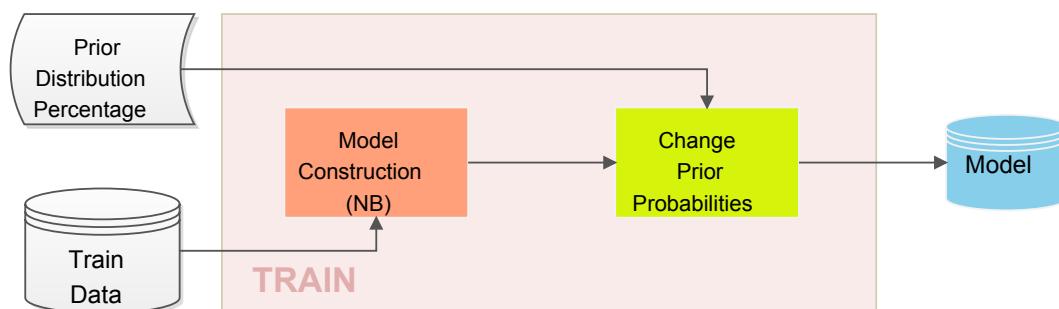 Prior
Distribution
Percentage
Model
Construction
(NB)
Change
Prior
Probabilities
Model
Train
Data
TRAIN